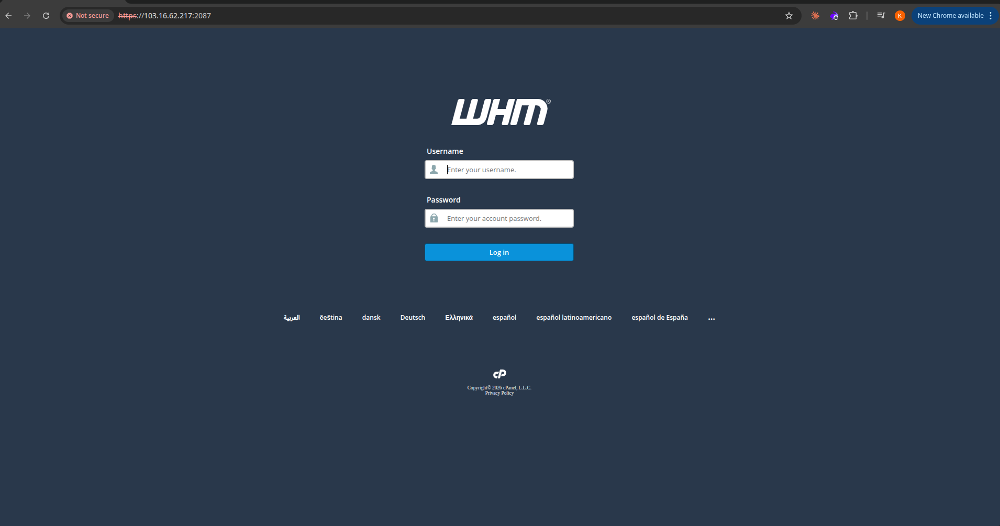 Not secure https://103.16.62.217:2087 K New Chrome available
WHM®
Username
Enter your username.
Password
Enter your account password.
Log in
العربية čeština dansk Deutsch Ελληνικά español español latinoamericano español de España ...
cP
Copyright© 2026 cPanel, L.L.C.
Privacy Policy